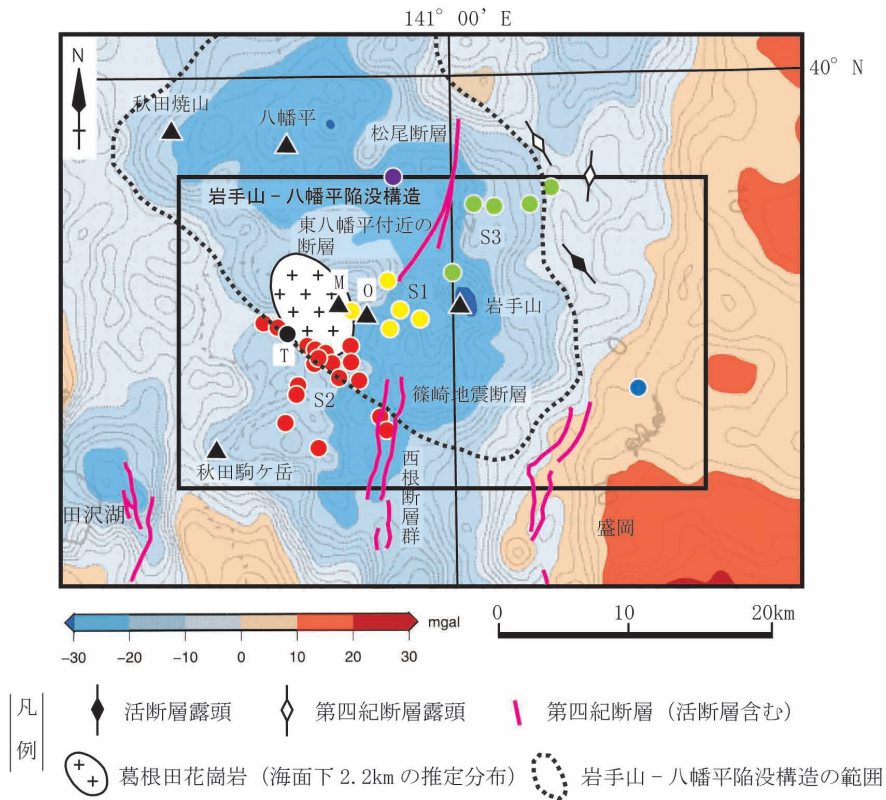 141° 00' E
40° N
N
秋田焼山
八幡平
松尾断層
岩手山－八幡平陥没構造
東八幡平付近の
断層
S3
M
O
S1
岩手山
T
S2
篠崎地震断層
秋田駒ケ岳
西根断層群
田沢湖
盛岡
−30 −20 −10 0 10 20 30 mgal
0 10 20km
凡例
活断層露頭
第四紀断層露頭
第四紀断層（活断層含む）
葛根田花崗岩（海面下2.2kmの推定分布）
岩手山－八幡平陥没構造の範囲